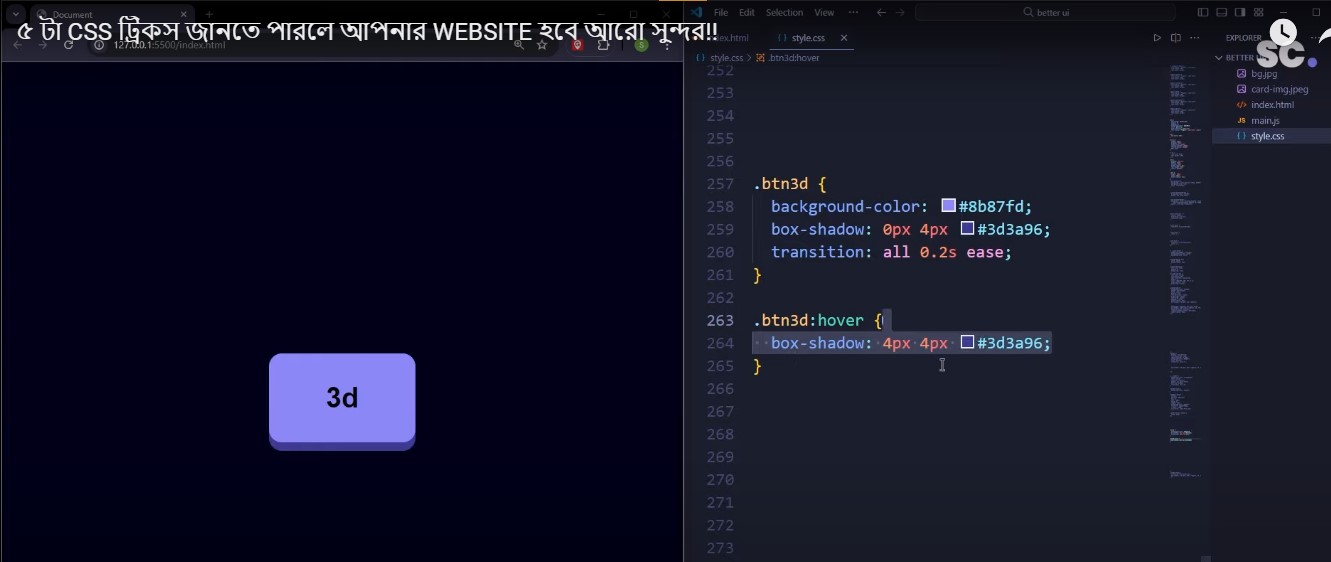 File Edit Selection View ··· better ui
৫ টা CSS ট্রিকস জানতে পারলে আপনার WEBSITE হবে আরো সুন্দর!!
Document
127.0.0.1:5500/index.html
style.css
EXPLORER
SC.
style.css > .btn3d:hover
BETTER
bg.jpg
card-img.jpeg
index.html
main.js
style.css
252
253
254
255
256
257 .btn3d {
258 background-color: #8b87fd;
259 box-shadow: 0px 4px #3d3a96;
260 transition: all 0.2s ease;
261 }
262
263 .btn3d:hover {
264 box-shadow: 4px 4px #3d3a96;
265 }
266
267
268
269
270
271
272
273
3d